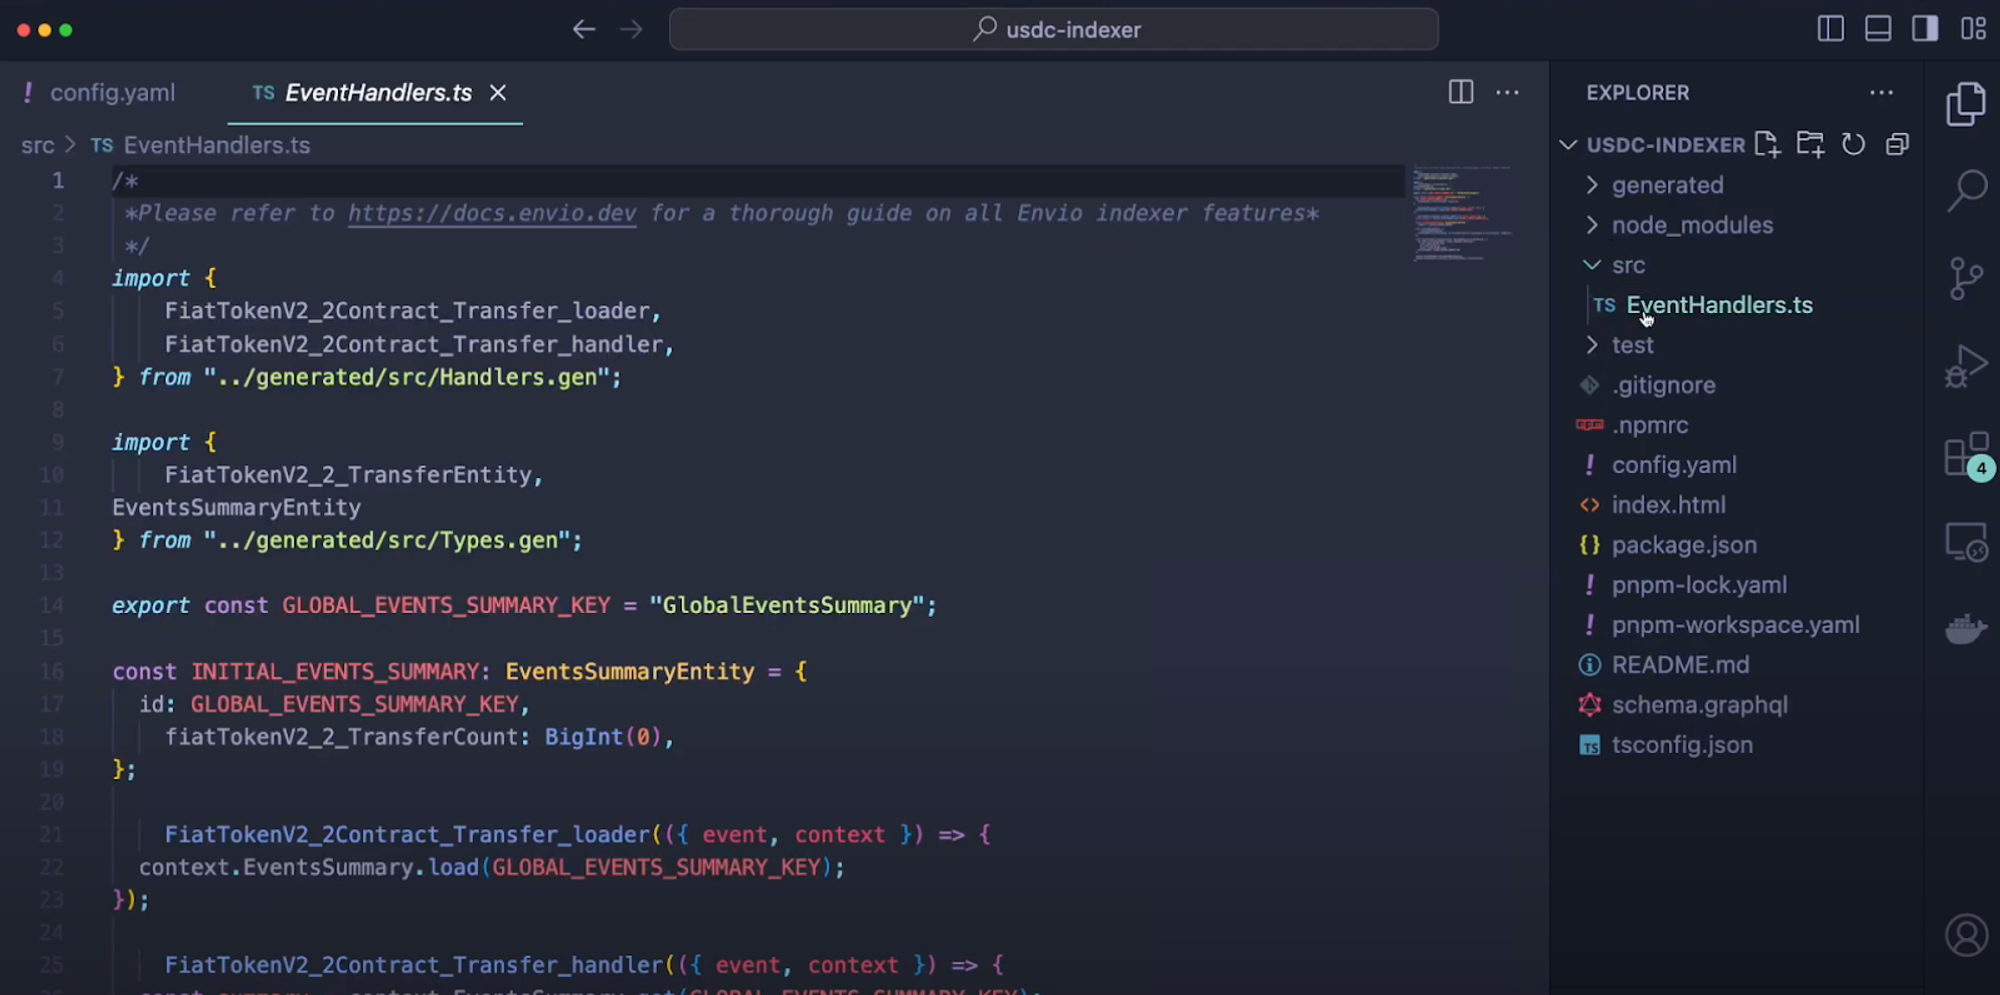 usdc-indexer
! config.yaml
TS EventHandlers.ts
src > TS EventHandlers.ts
1 /*
2 *Please refer to https://docs.envio.dev for a thorough guide on all Envio indexer features*
3 */
4 import {
5 FiatTokenV2_2Contract_Transfer_loader,
6 FiatTokenV2_2Contract_Transfer_handler,
7 } from "../generated/src/Handlers.gen";
8
9 import {
10 FiatTokenV2_2_TransferEntity,
11 EventsSummaryEntity
12 } from "../generated/src/Types.gen";
13
14 export const GLOBAL_EVENTS_SUMMARY_KEY = "GlobalEventsSummary";
15
16 const INITIAL_EVENTS_SUMMARY: EventsSummaryEntity = {
17 id: GLOBAL_EVENTS_SUMMARY_KEY,
18 fiatTokenV2_2_TransferCount: BigInt(0),
19 };
20
21 FiatTokenV2_2Contract_Transfer_loader(({ event, context }) => {
22 context.EventsSummary.load(GLOBAL_EVENTS_SUMMARY_KEY);
23 });
24
25 FiatTokenV2_2Contract_Transfer_handler(({ event, context }) => {
EXPLORER
USDC-INDEXER
generated
node_modules
src
TS EventHandlers.ts
test
.gitignore
npm .npmrc
! config.yaml
<> index.html
{} package.json
! pnpm-lock.yaml
! pnpm-workspace.yaml
README.md
schema.graphql
TS tsconfig.json
4